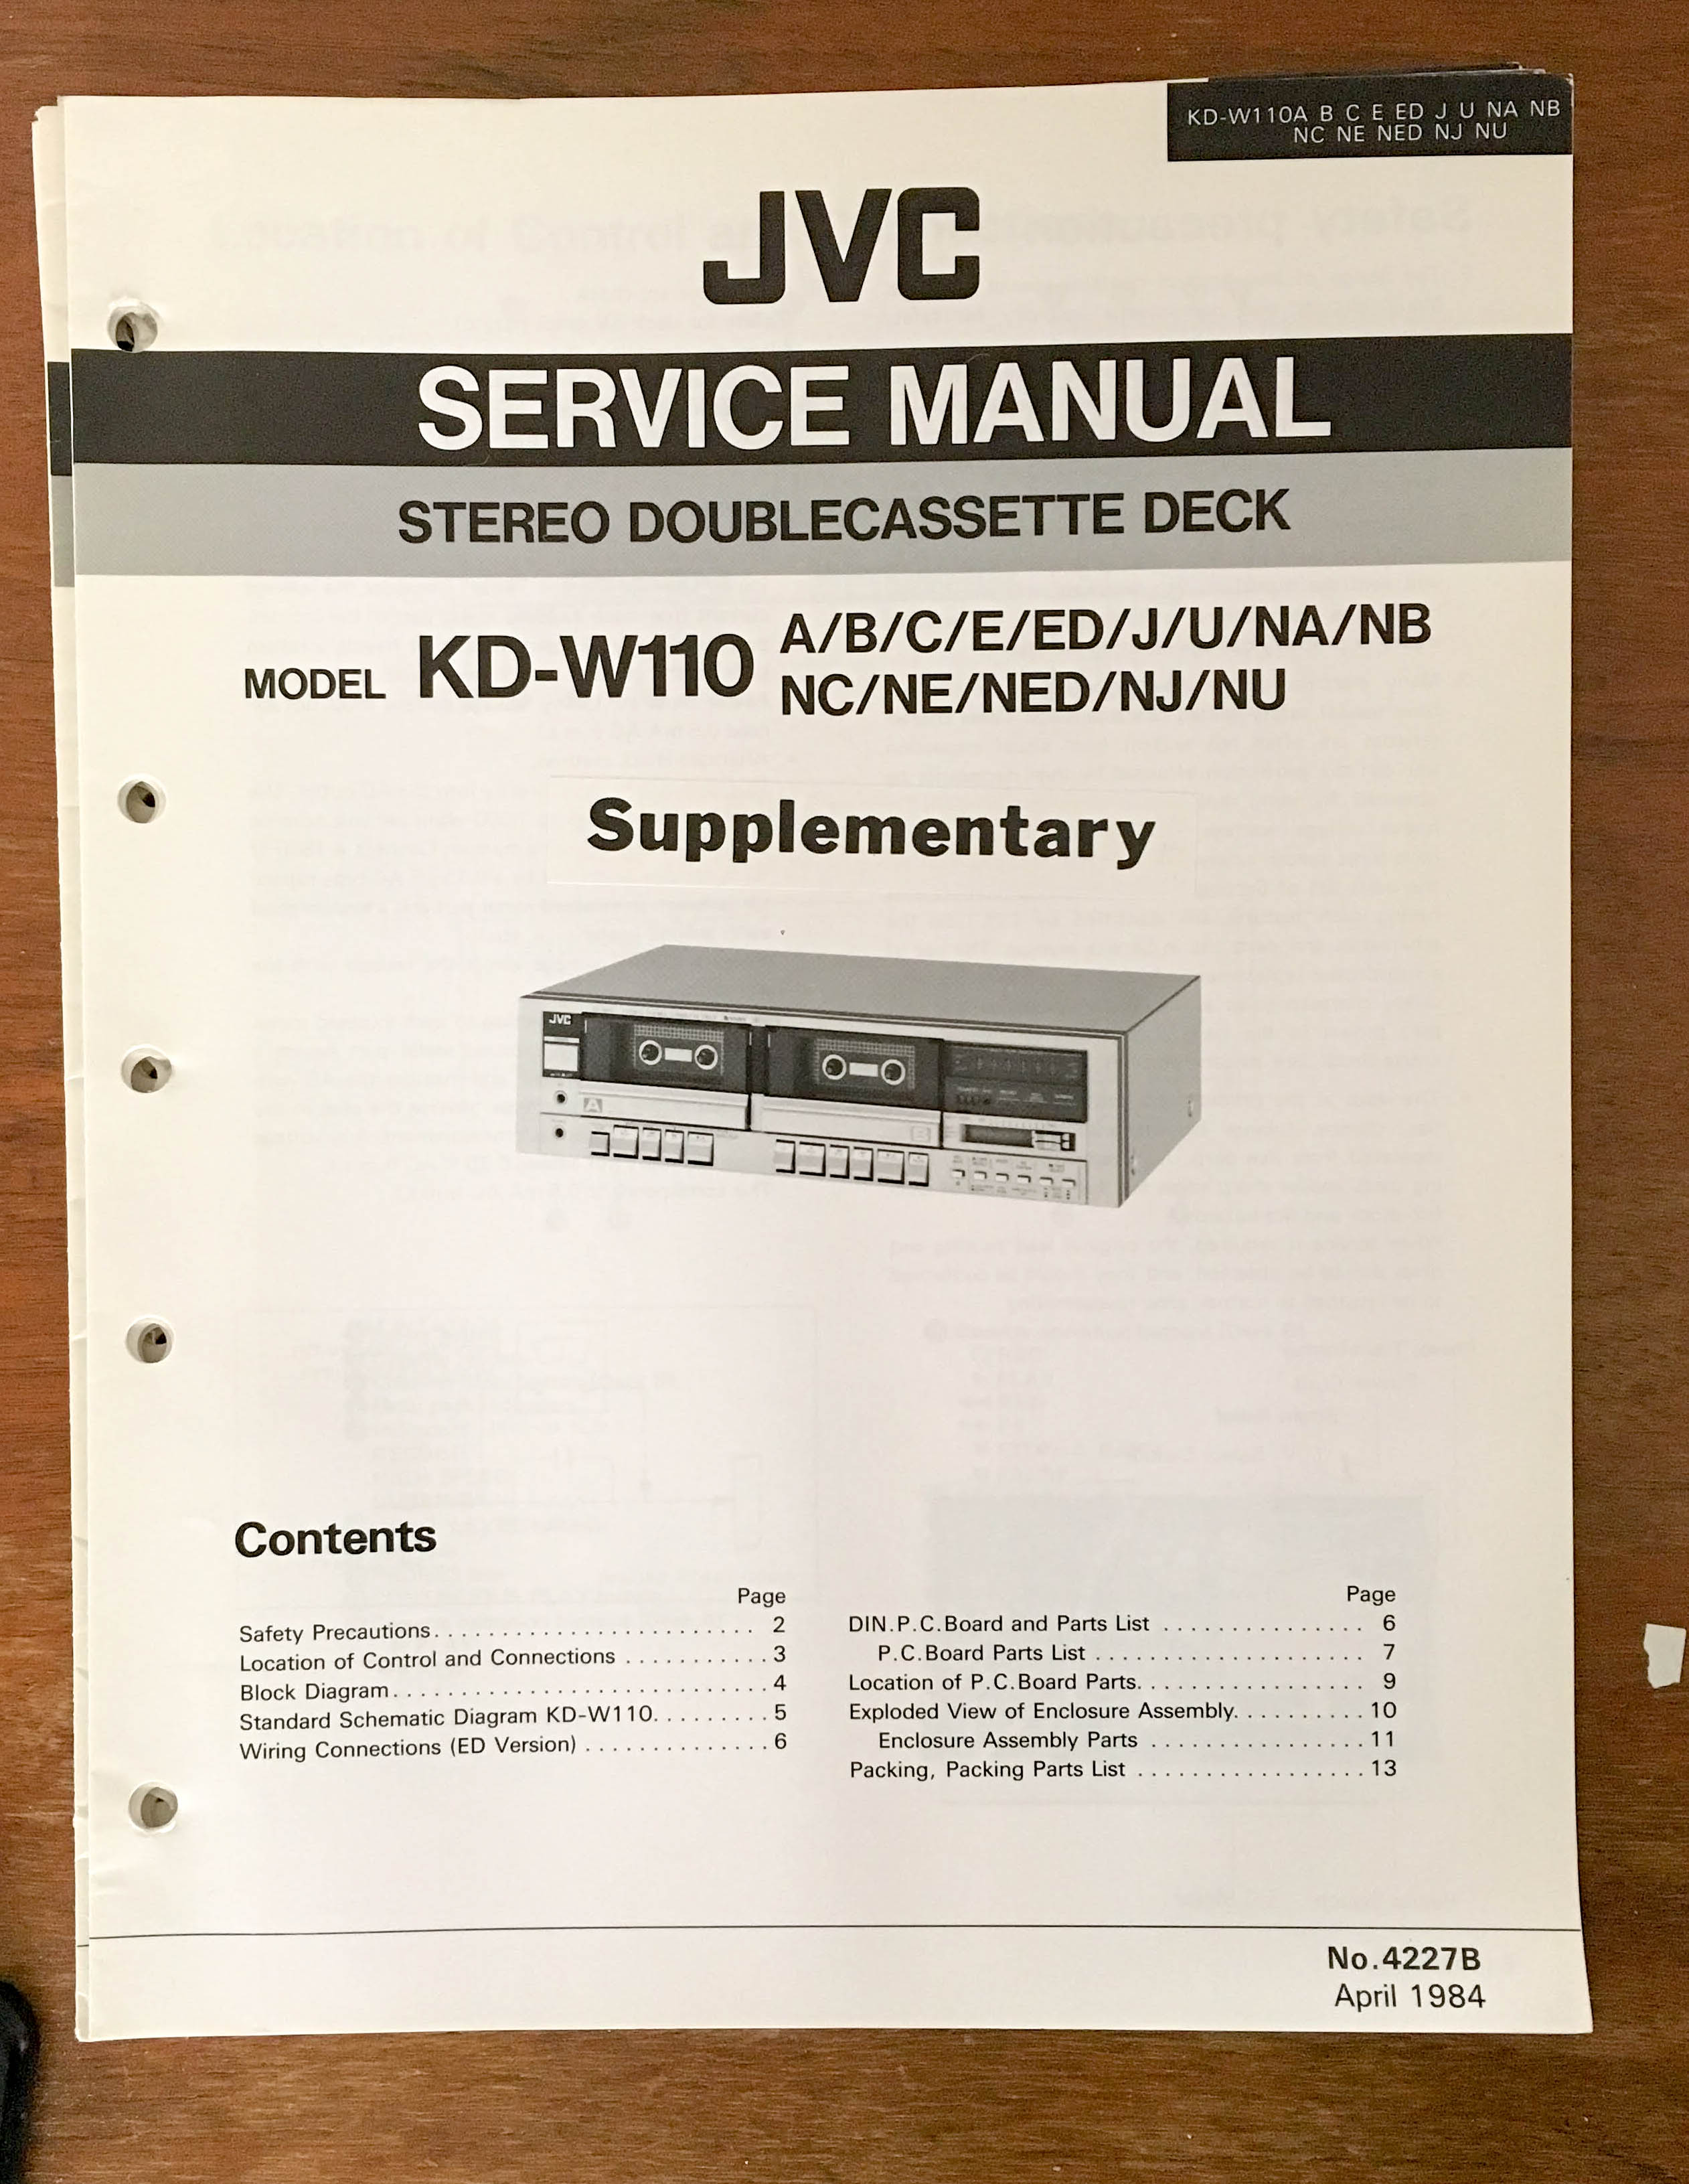 KD-W110A B C E ED J U NA NB
NC NE NED NJ NU
JVC
SERVICE MANUAL
STEREO DOUBLECASSETTE DECK
MODEL KD-W110 A/B/C/E/ED/J/U/NA/NB
NC/NE/NED/NJ/NU
Supplementary
JVC
A
B
Contents
Page
Safety Precautions. . . . . . . . . . . . . . . . . . . . . . . . 2
Location of Control and Connections . . . . . . . . . . . 3
Block Diagram. . . . . . . . . . . . . . . . . . . . . . . . . . . . 4
Standard Schematic Diagram KD-W110. . . . . . . . . 5
Wiring Connections (ED Version) . . . . . . . . . . . . . . 6
Page
DIN.P.C.Board and Parts List . . . . . . . . . . . . . . . 6
P.C.Board Parts List . . . . . . . . . . . . . . . . . . . . 7
Location of P.C.Board Parts. . . . . . . . . . . . . . . . . 9
Exploded View of Enclosure Assembly. . . . . . . . . . 10
Enclosure Assembly Parts . . . . . . . . . . . . . . . . 11
Packing, Packing Parts List . . . . . . . . . . . . . . . . . 13
No.4227B
April 1984